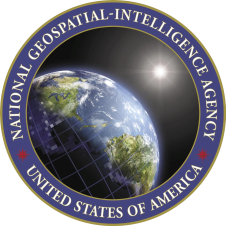 NATIONAL GEOSPATIAL-INTELLIGENCE AGENCY
UNITED STATES OF AMERICA